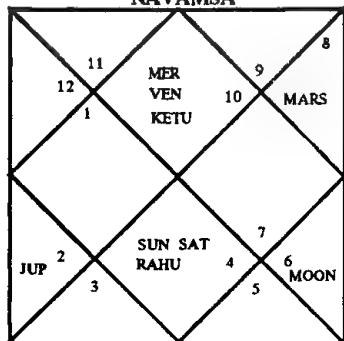 NAVAMSA
8
11
MER
9
12
VEN
10
MARS
1
KETU
SUN SAT
7
JUP
2
RAHU
4
6
MOON
3
5